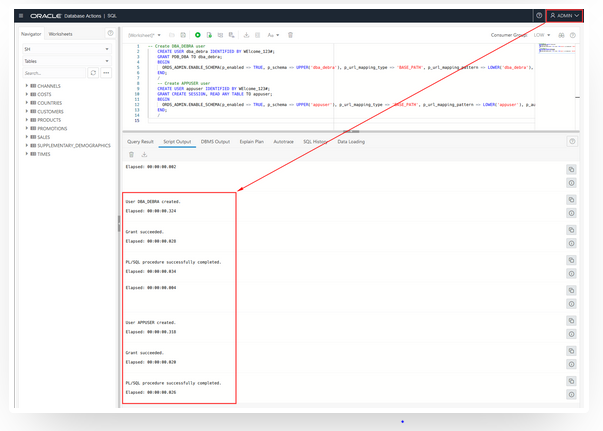 ORACLE Database Actions | SQL
ADMIN
Navigator
Worksheets
[Worksheet]*
Consumer Group: LOW
SH
Tables
Search...
CHANNELS
COSTS
COUNTRIES
CUSTOMERS
PRODUCTS
PROMOTIONS
SALES
SUPPLEMENTARY_DEMOGRAPHICS
TIMES
1 -- Create DBA_DEBRA user
2 CREATE USER dba_debra IDENTIFIED BY WElcome_123#;
3 GRANT PDB_DBA TO dba_debra;
4 BEGIN
5 ORDS_ADMIN.ENABLE_SCHEMA(p_enabled => TRUE, p_schema => UPPER('dba_debra'), p_url_mapping_type => 'BASE_PATH', p_url_mapping_pattern => LOWER('dba_debra'),
6 END;
7 /
8 -- Create APPUSER user
9 CREATE USER appuser IDENTIFIED BY WElcome_123#;
10 GRANT CREATE SESSION, READ ANY TABLE TO appuser;
11 BEGIN
12 ORDS_ADMIN.ENABLE_SCHEMA(p_enabled => TRUE, p_schema => UPPER('appuser'), p_url_mapping_type => 'BASE_PATH', p_url_mapping_pattern => LOWER('appuser'), p_au
13 END;
14 /
15
Query Result
Script Output
DBMS Output
Explain Plan
Autotrace
SQL History
Data Loading
Elapsed: 00:00:00.002
User DBA_DEBRA created.
Elapsed: 00:00:00.324
Grant succeeded.
Elapsed: 00:00:00.028
PL/SQL procedure successfully completed.
Elapsed: 00:00:00.034
Elapsed: 00:00:00.004
User APPUSER created.
Elapsed: 00:00:00.318
Grant succeeded.
Elapsed: 00:00:00.020
PL/SQL procedure successfully completed.
Elapsed: 00:00:00.026